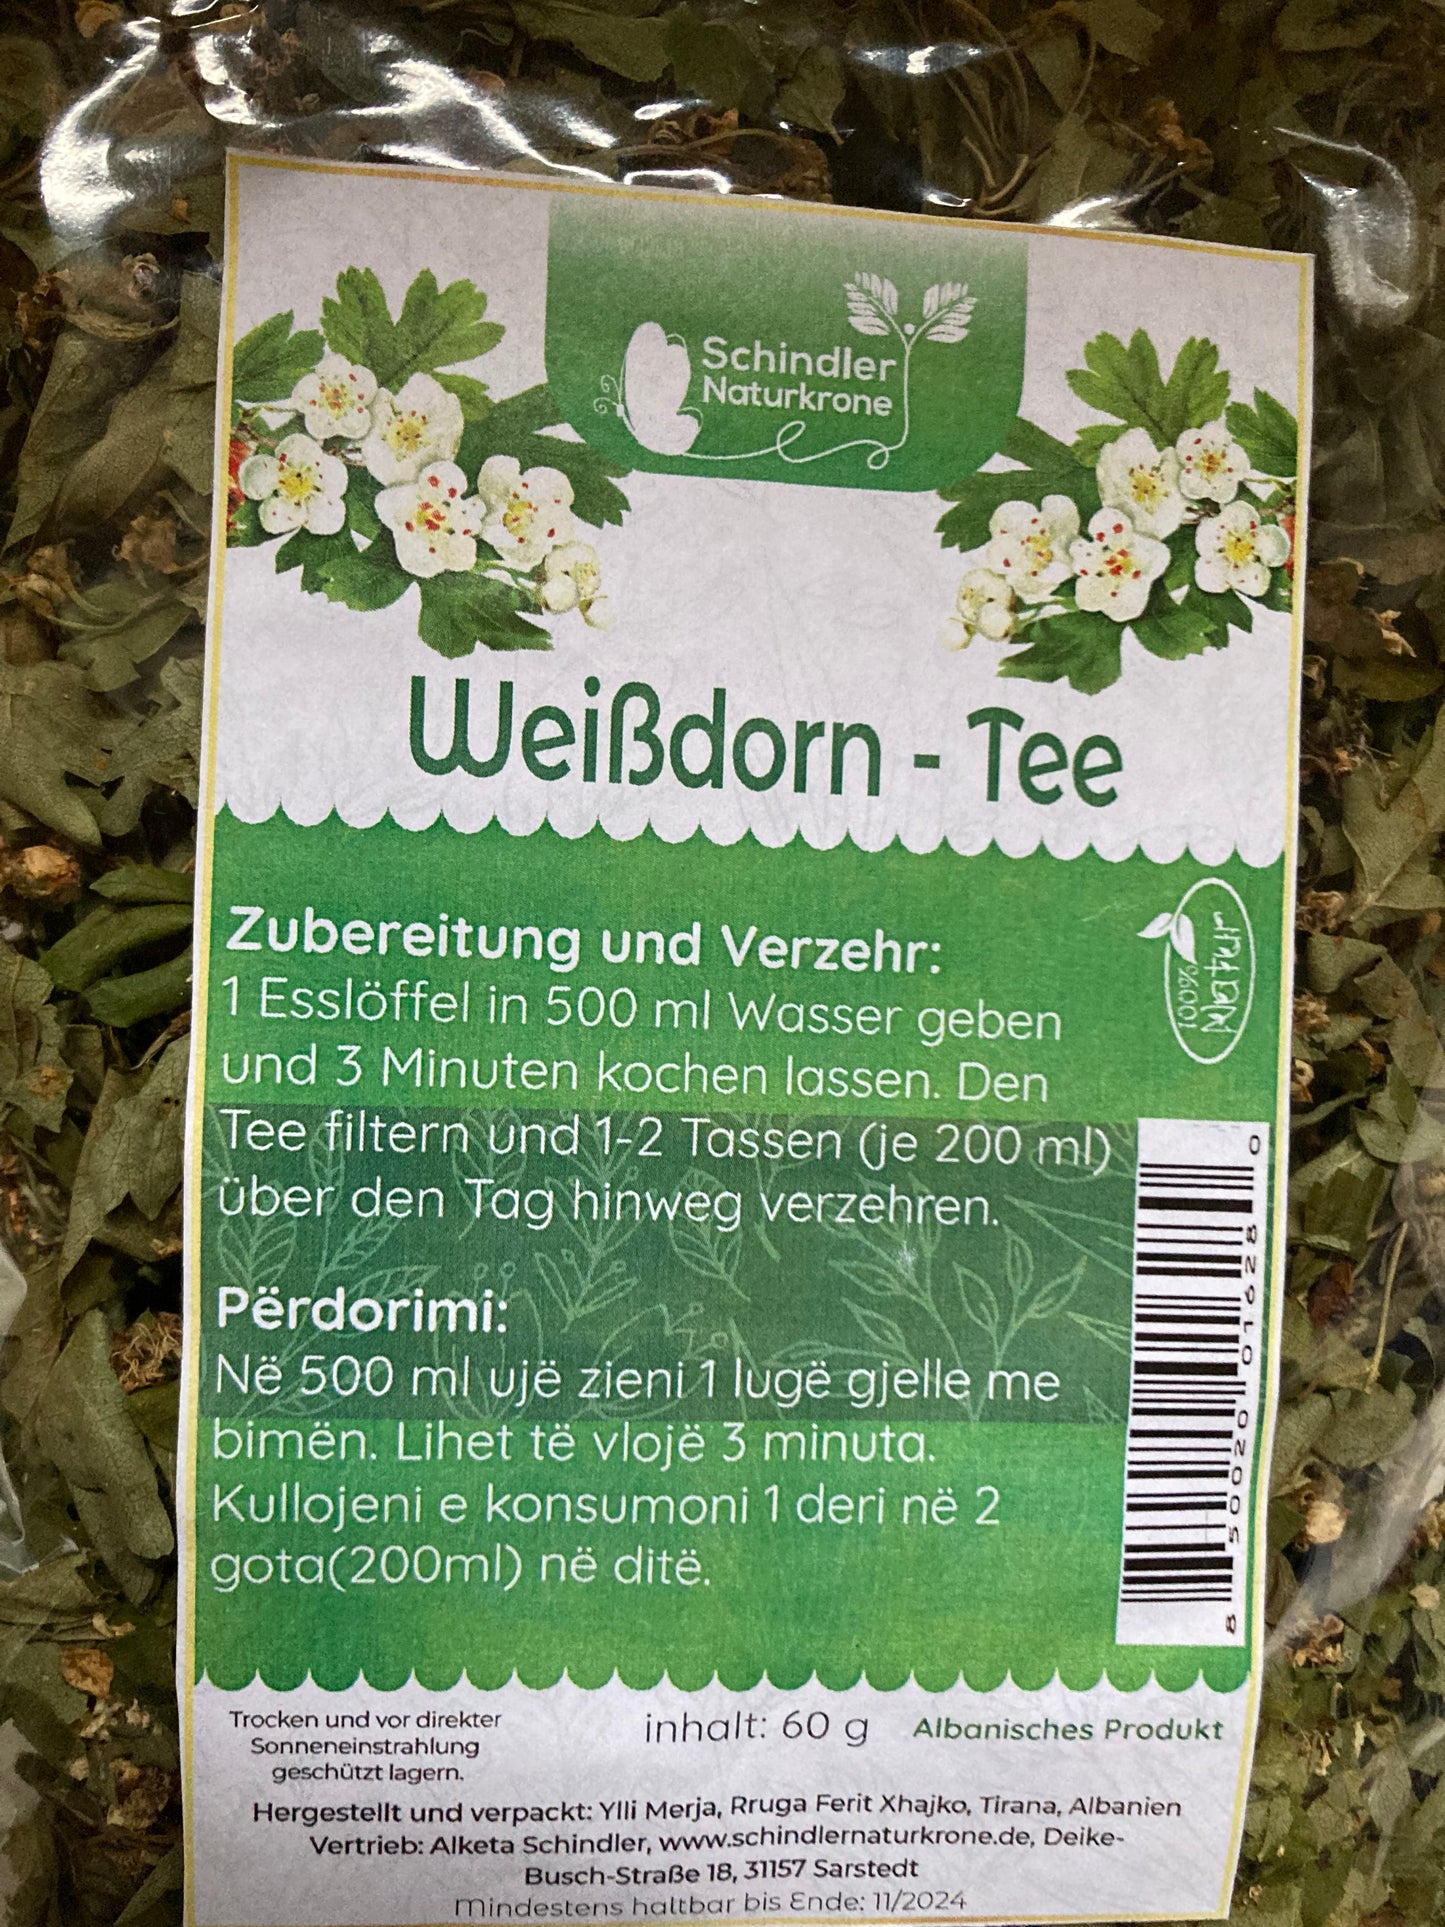 Schindler
Naturkrone
Weißdorn - Tee
Zubereitung und Verzehr:
1 Esslöffel in 500 ml Wasser geben
und 3 Minuten kochen lassen. Den
Tee filtern und 1-2 Tassen (je 200 ml)
über den Tag hinweg verzehren.
100%
Përdorimi:
Në 500 ml ujë zieni 1 lugë gjelle me
bimën. Lihet të vlojë 3 minuta.
Kullojeni e konsumoni 1 deri në 2
gota(200ml) në ditë.
8 500200 016280
Trocken und vor direkter
Sonneneinstrahlung
geschützt lagern.
inhalt: 60 g
Albanisches Produkt
Hergestellt und verpackt: Ylli Merja, Rruga Ferit Xhajko, Tirana, Albanien
Vertrieb: Alketa Schindler, www.schindlernaturkrone.de, Deike-
Busch-Straße 18, 31157 Sarstedt
Mindestens haltbar bis Ende: 11/2024